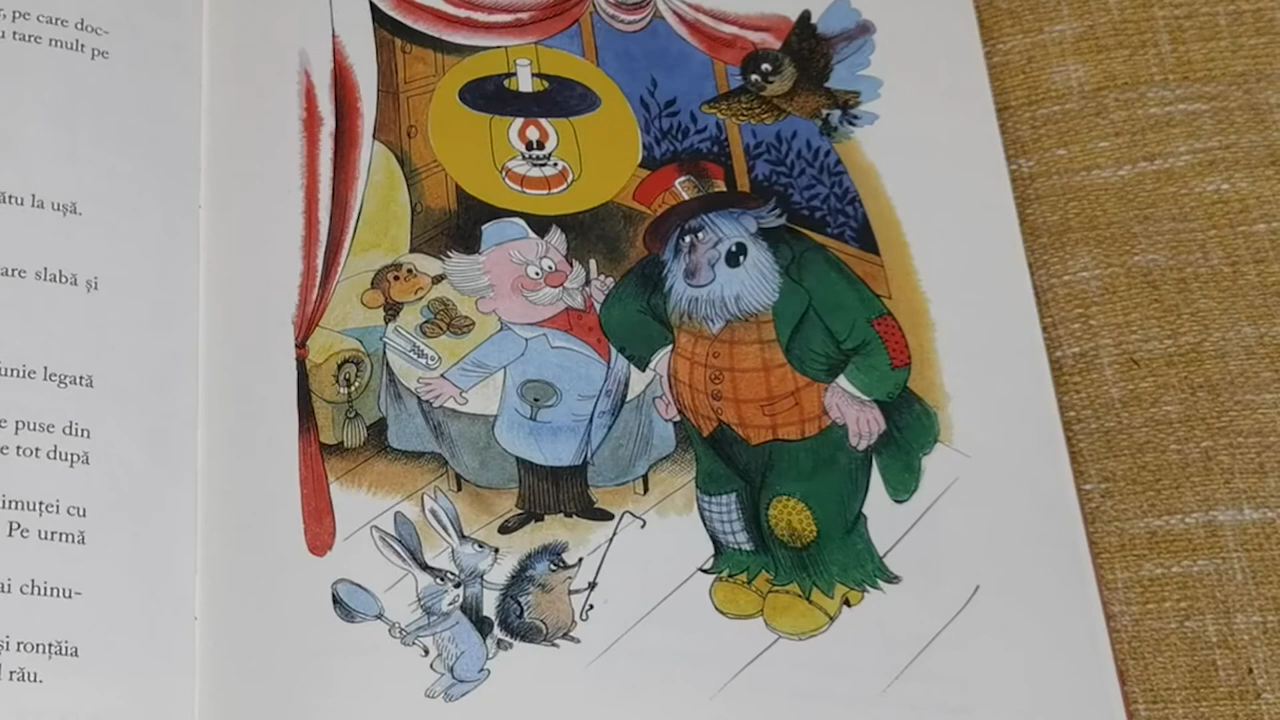 pe care doc-
tare mult pe
ătu la ușă.
are slabă și
unie legată
e puse din
e tot după
imuței cu
Pe urmă
ai chinu-
și ronțăia
rău.